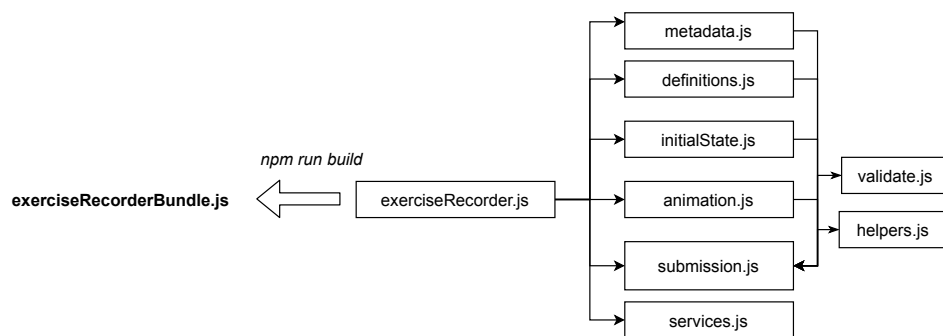 metadata.js
definitions.js
initialState.js
npm run build
validate.js
exerciseRecorderBundle.js
exerciseRecorder.js
animation.js
helpers.js
submission.js
services.js